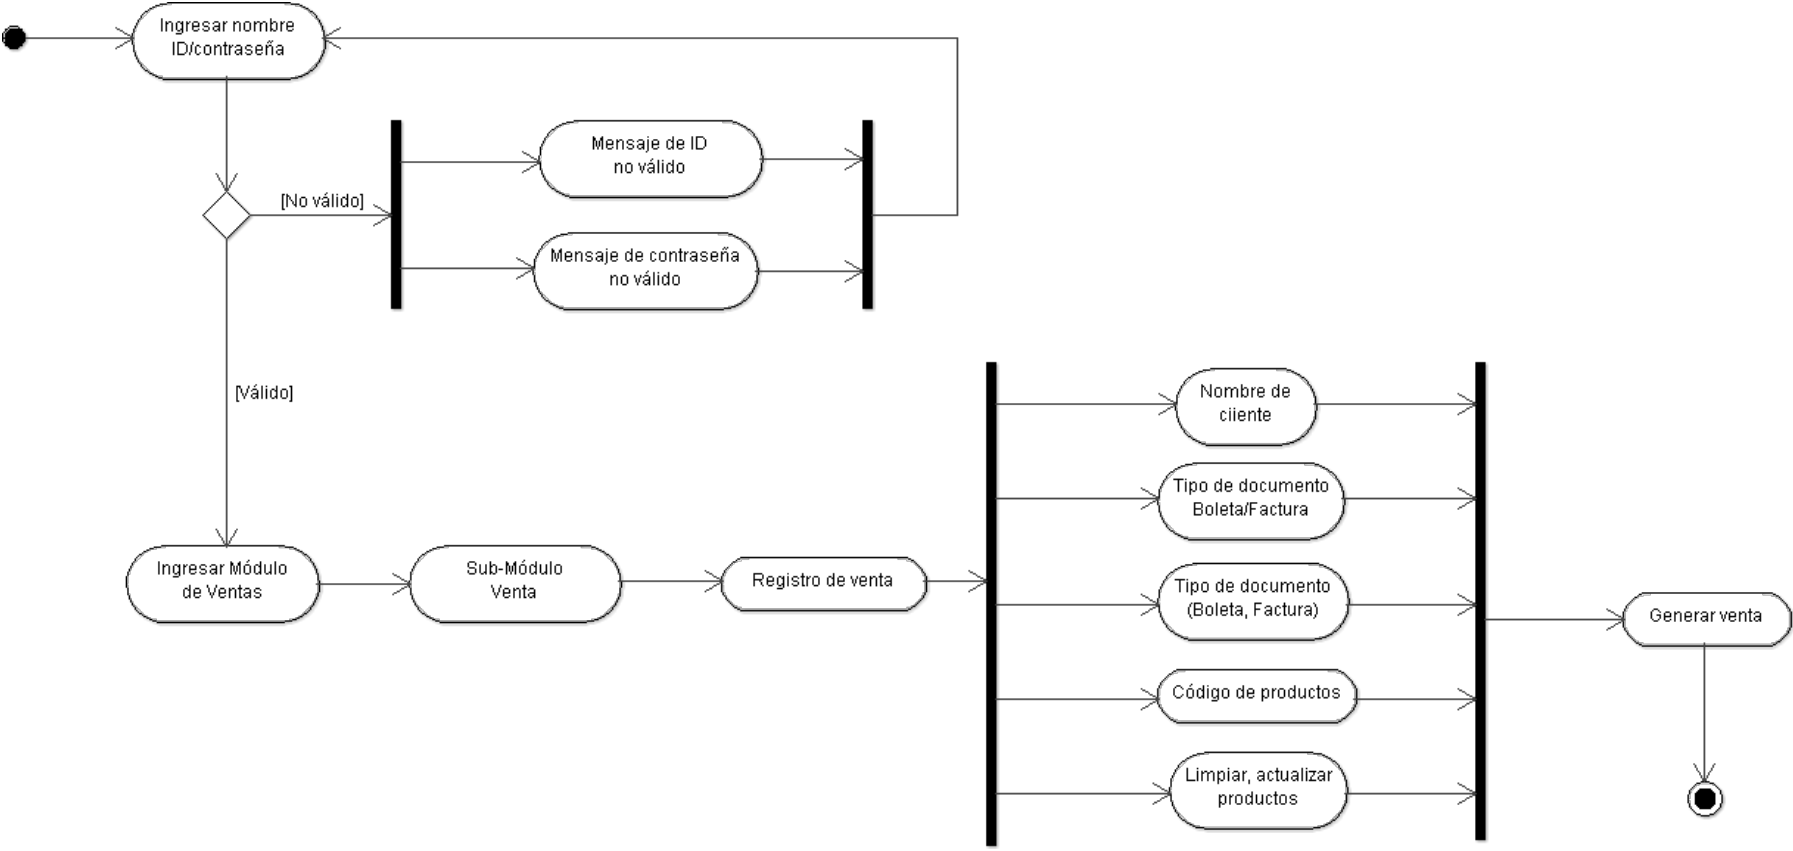 Ingresar nombre
ID/contraseña
Mensaje de ID
no válido
[No válido]
Mensaje de contraseña
no válido
[Válido]
Nombre de
ciiente
Tipo de documento
Boleta/Factura
Ingresar Módulo
de Ventas
Sub-Módulo
Venta
Registro de venta
Tipo de documento
(Boleta, Factura)
Generar venta
Código de productos
Limpiar, actualizar
productos